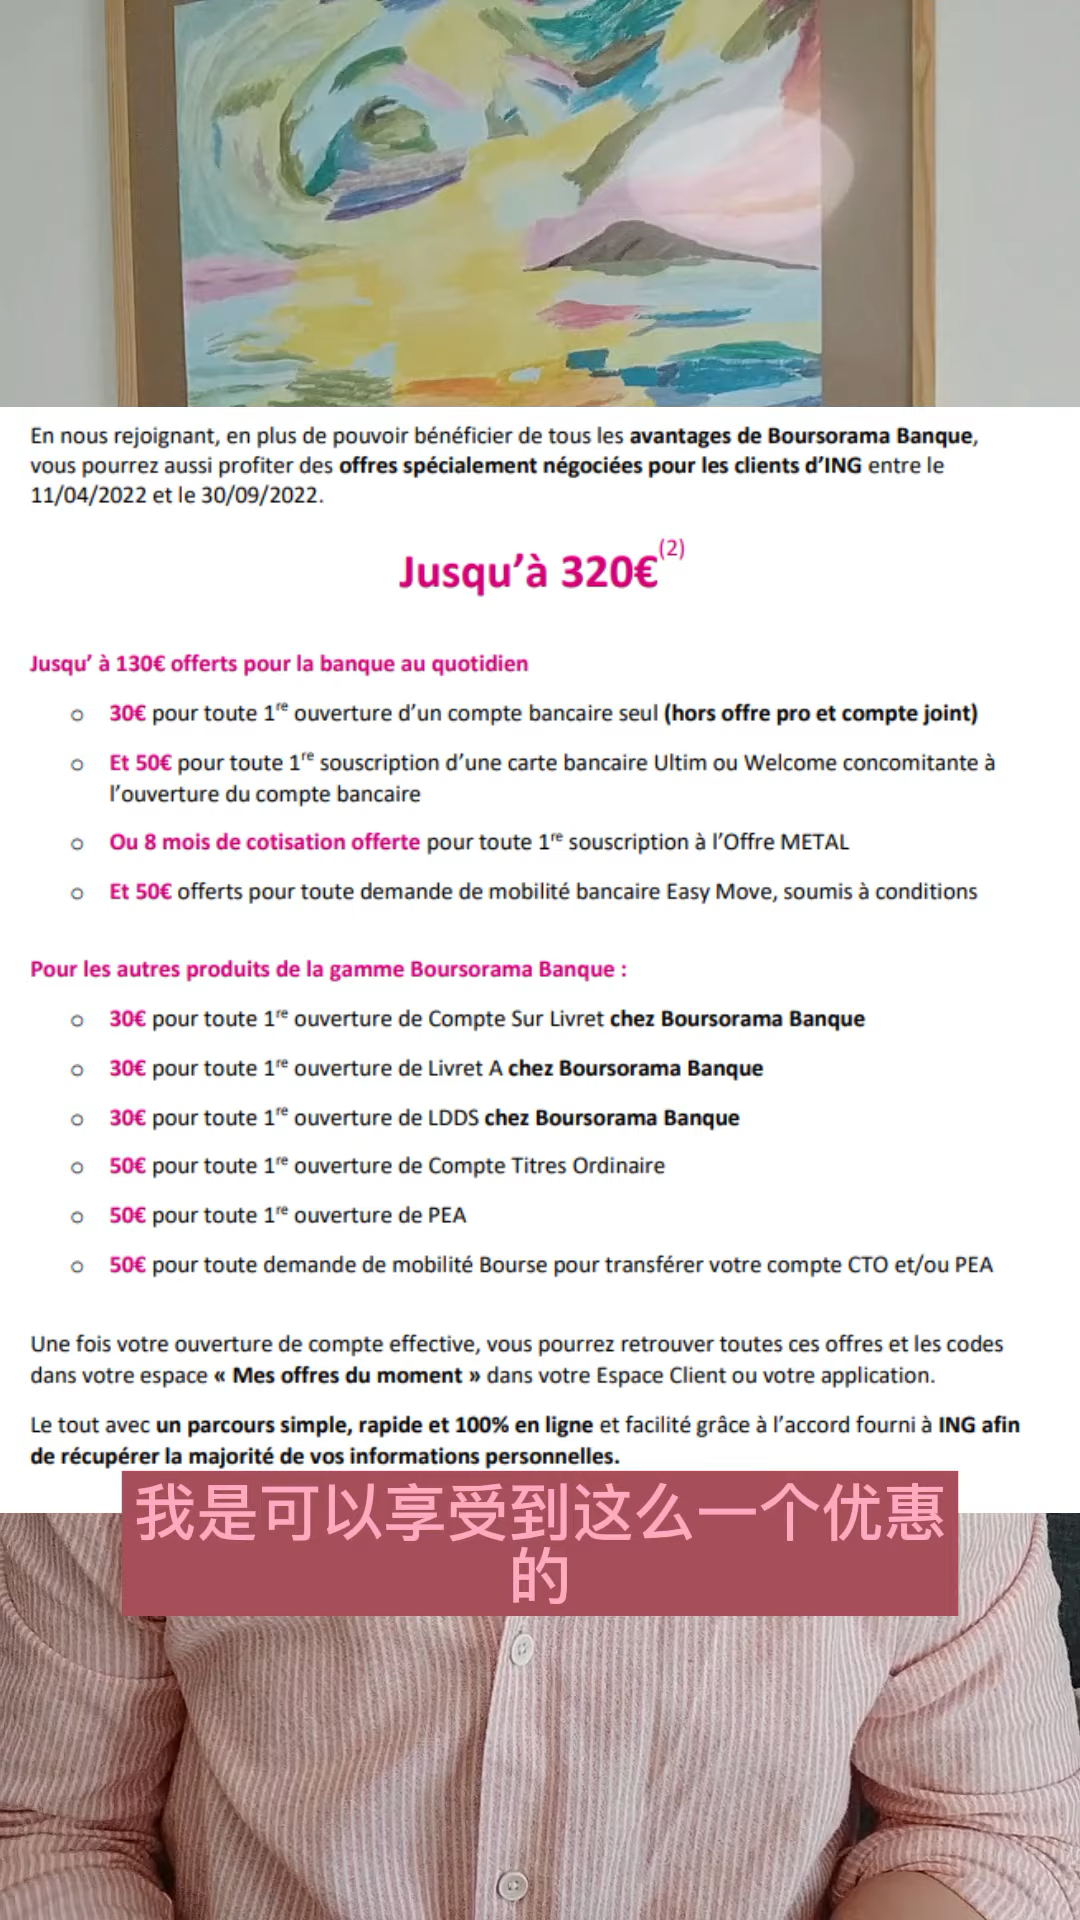 En nous rejoignant, en plus de pouvoir bénéficier de tous les avantages de Boursorama Banque,
vous pourrez aussi profiter des offres spécialement négociées pour les clients d’ING entre le
11/04/2022 et le 30/09/2022.
Jusqu’à 320€(2)
Jusqu’ à 130€ offerts pour la banque au quotidien
o 30€ pour toute 1re ouverture d’un compte bancaire seul (hors offre pro et compte joint)
o Et 50€ pour toute 1re souscription d’une carte bancaire Ultim ou Welcome concomitante à
l’ouverture du compte bancaire
o Ou 8 mois de cotisation offerte pour toute 1re souscription à l’Offre METAL
o Et 50€ offerts pour toute demande de mobilité bancaire Easy Move, soumis à conditions
Pour les autres produits de la gamme Boursorama Banque :
o 30€ pour toute 1re ouverture de Compte Sur Livret chez Boursorama Banque
o 30€ pour toute 1re ouverture de Livret A chez Boursorama Banque
o 30€ pour toute 1re ouverture de LDDS chez Boursorama Banque
o 50€ pour toute 1re ouverture de Compte Titres Ordinaire
o 50€ pour toute 1re ouverture de PEA
o 50€ pour toute demande de mobilité Bourse pour transférer votre compte CTO et/ou PEA
Une fois votre ouverture de compte effective, vous pourrez retrouver toutes ces offres et les codes
dans votre espace « Mes offres du moment » dans votre Espace Client ou votre application.
Le tout avec un parcours simple, rapide et 100% en ligne et facilité grâce à l’accord fourni à ING afin
de récupérer la majorité de vos informations personnelles.
我是可以享受到这么一个优惠
的